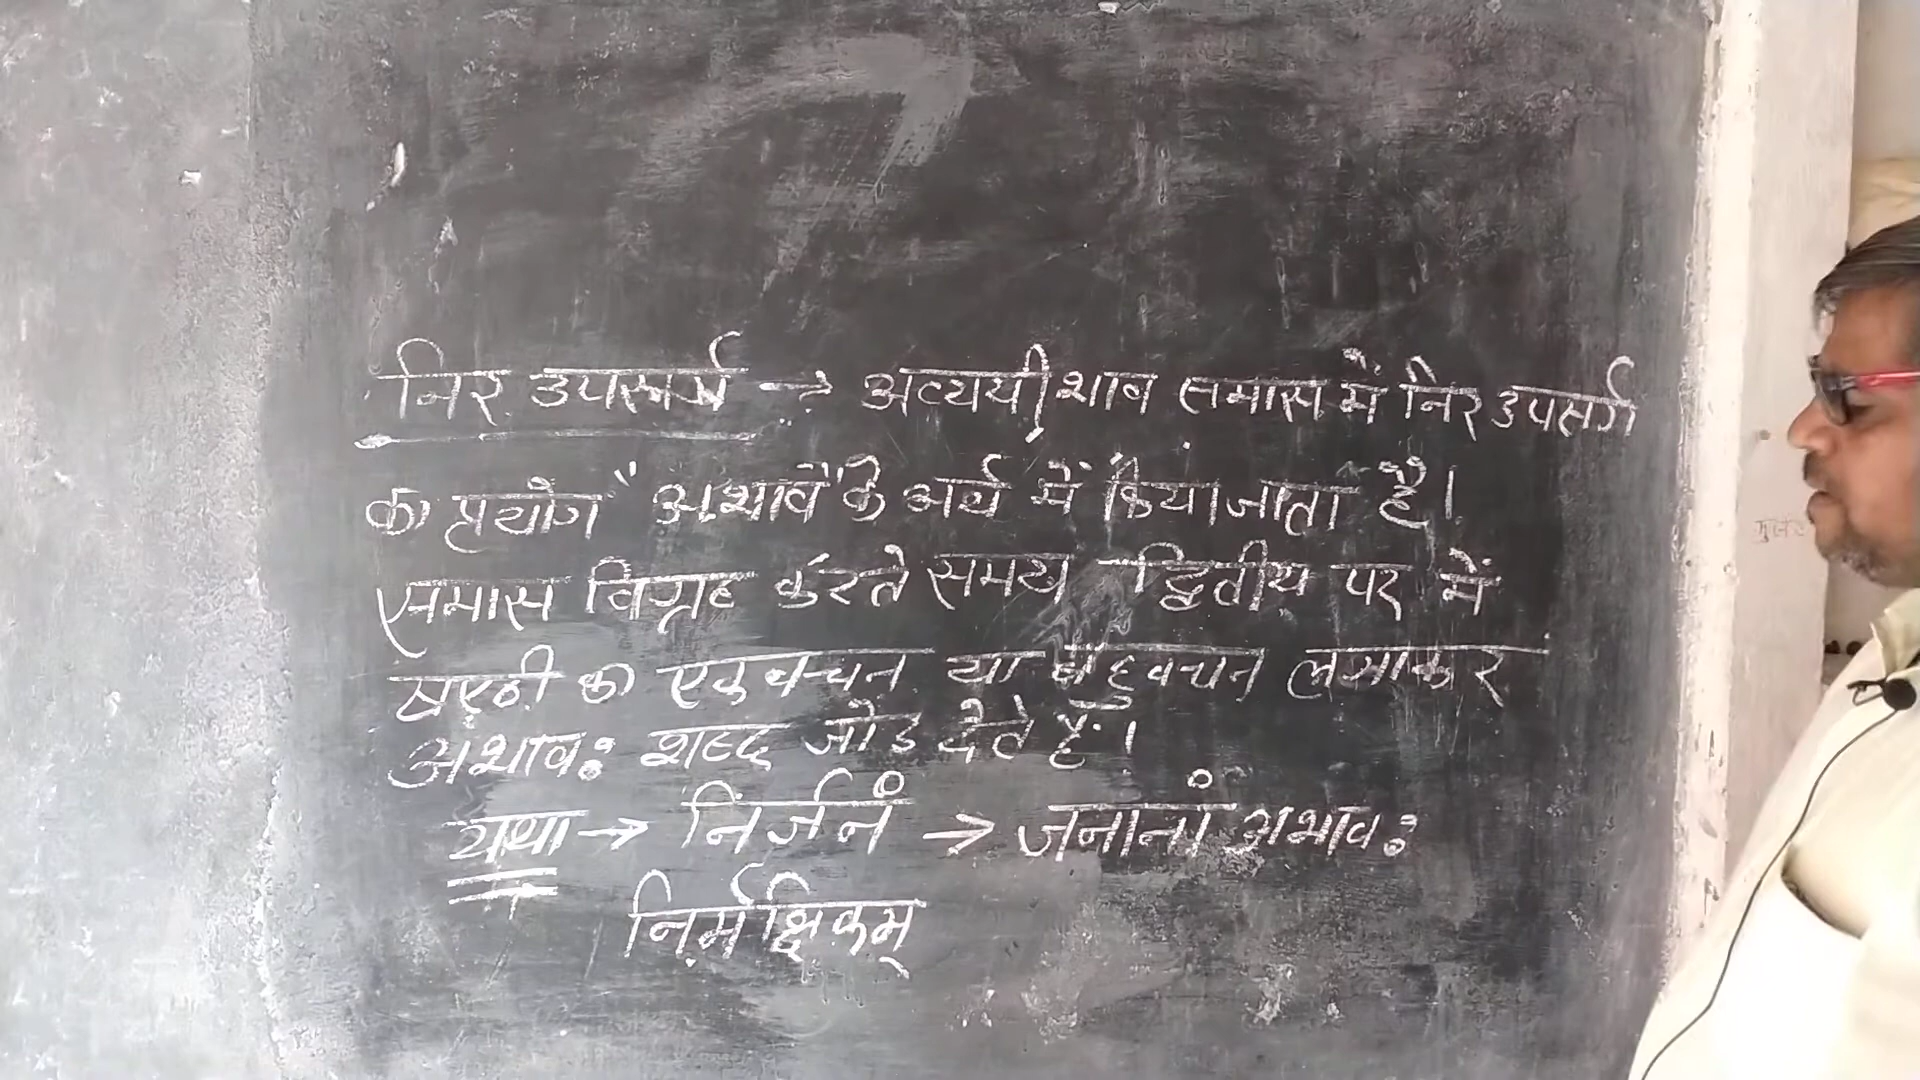 निर उपसर्ग → अव्ययीभाव समास में निर उपसर्ग
का प्रयोग "अभाव" के अर्थ में किया जाता है।
समास विग्रह करते समय द्वितीय पद में
षष्ठी का एकवचन या बहुवचन लगाकर
अभावः शब्द जोड देते हैं।
यथा → निर्जनं → जनानां अभावः
निर्मक्षिकम्